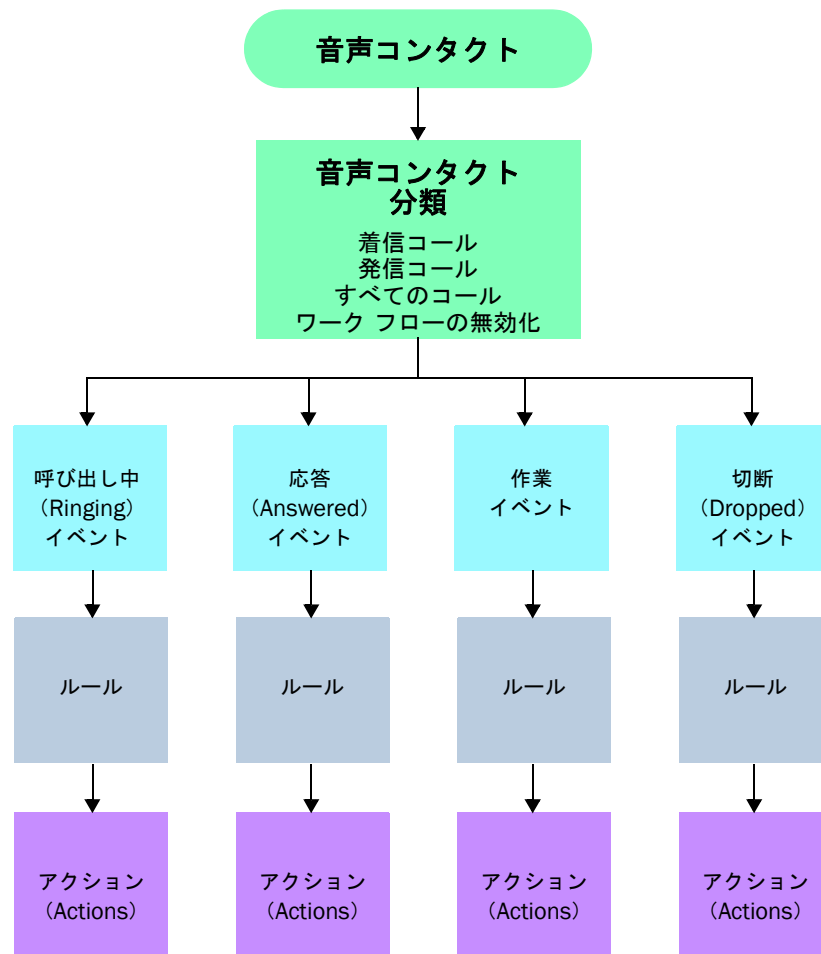 音声コンタクト
音声コンタクト
分類
着信コール
発信コール
すべてのコール
ワーク フローの無効化
呼び出し中
（Ringing）
イベント
応答
（Answered）
イベント
作業
イベント
切断
（Dropped）
イベント
ルール
ルール
ルール
ルール
アクション
（Actions）
アクション
（Actions）
アクション
（Actions）
アクション
（Actions）